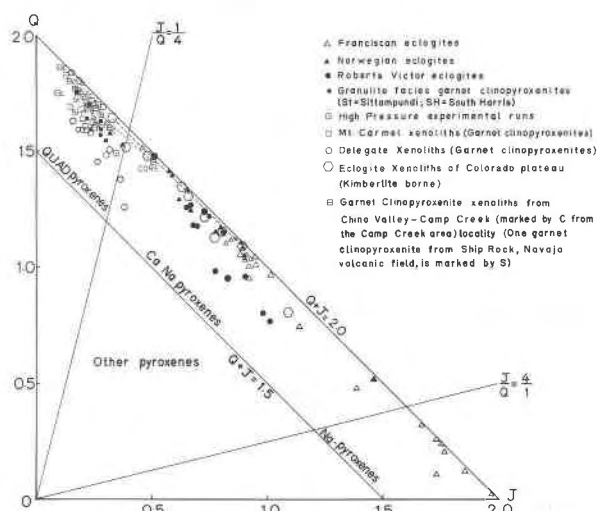 Q
2.0
J/Q = 1/4
△ Franciscan eclogites
▲ Norwegian eclogites
● Roberts Victor eclogites
Granulite facies garnet clinopyroxenites
(St=Sittampundi; SH=South Harris)
High Pressure experimental runs
Mt. Carmel xenoliths (Garnet clinopyroxenites)
○ Delegate Xenoliths (Garnet clinopyroxenites)
Eclogite Xenoliths of Colorado plateau
(Kimberlite borne)
Garnet Clinopyroxenite xenoliths from
Chino Valley-Camp Creek (marked by C from
the Camp Creek area) locality (One garnet
clinopyroxenite from Ship Rock, Navajo
volcanic field, is marked by S)
1.5
QUAD pyroxenes
1.0
Ca Na pyroxenes
Q+J=2.0
Other pyroxenes
Q+J=1.5
0.5
J/Q = 4/1
Na-pyroxenes
0
0
0.5
1.0
1.5
2.0
J